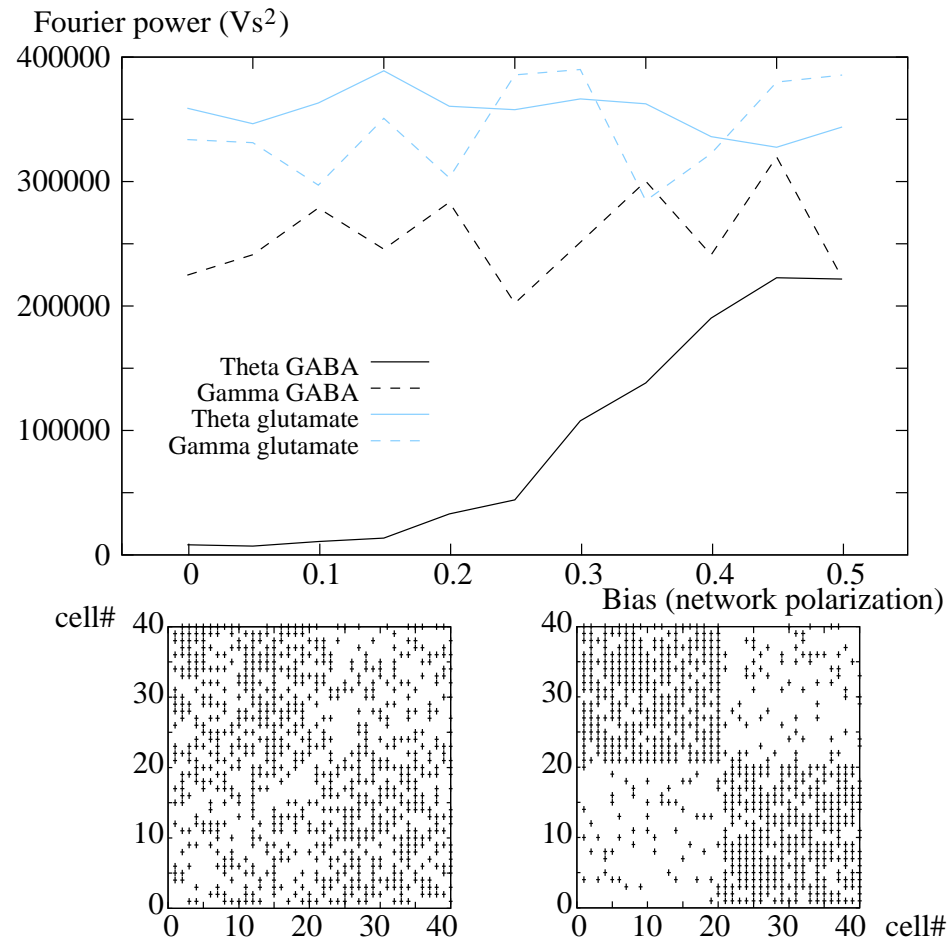 Fourier power (Vs²)
400000
300000
200000
100000
0
Theta GABA
Gamma GABA
Theta glutamate
Gamma glutamate
0 0.1 0.2 0.3 0.4 0.5
Bias (network polarization)
cell#
40
30
20
10
0
0 10 20 30 40
40
30
20
10
0
0 10 20 30 40 cell#